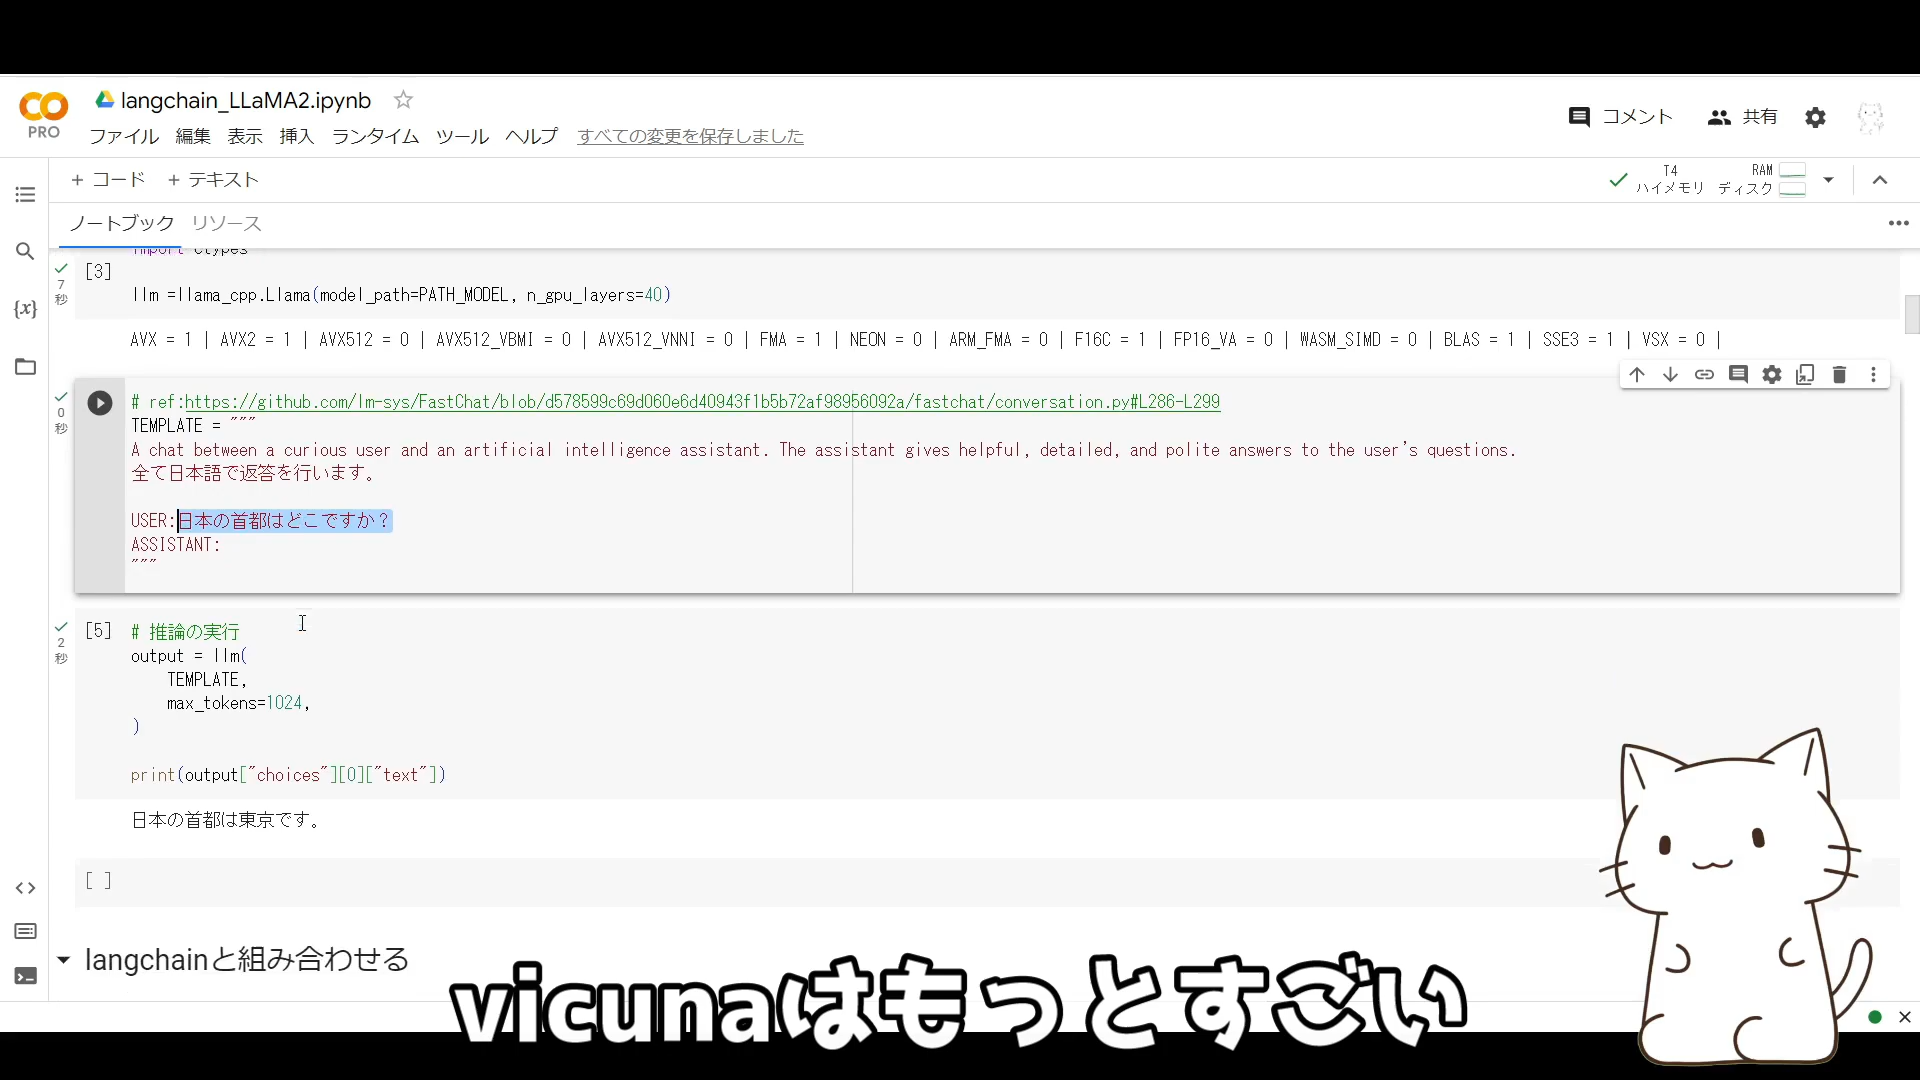 langchain_LLaMA2.ipynb
PRO
ファイル 編集 表示 挿入 ランタイム ツール ヘルプ すべての変更を保存しました
コメント 共有
+ コード + テキスト
T4 RAM
ハイメモリ ディスク
ノートブック リソース
import ctypes
[3]
7
秒
llm =llama_cpp.Llama(model_path=PATH_MODEL, n_gpu_layers=40)
AVX = 1 | AVX2 = 1 | AVX512 = 0 | AVX512_VBMI = 0 | AVX512_VNNI = 0 | FMA = 1 | NEON = 0 | ARM_FMA = 0 | F16C = 1 | FP16_VA = 0 | WASM_SIMD = 0 | BLAS = 1 | SSE3 = 1 | VSX = 0 |
0
秒
# ref:https://github.com/lm-sys/FastChat/blob/d578599c69d060e6d40943f1b5b72af98956092a/fastchat/conversation.py#L286-L299
TEMPLATE = """
A chat between a curious user and an artificial intelligence assistant. The assistant gives helpful, detailed, and polite answers to the user's questions.
全て日本語で返答を行います。
USER:日本の首都はどこですか？
ASSISTANT:
"""
[5]
2
秒
# 推論の実行
output = llm(
TEMPLATE,
max_tokens=1024,
)
print(output["choices"][0]["text"])
日本の首都は東京です。
[ ]
langchainと組み合わせる
vicunaはもっとすごい